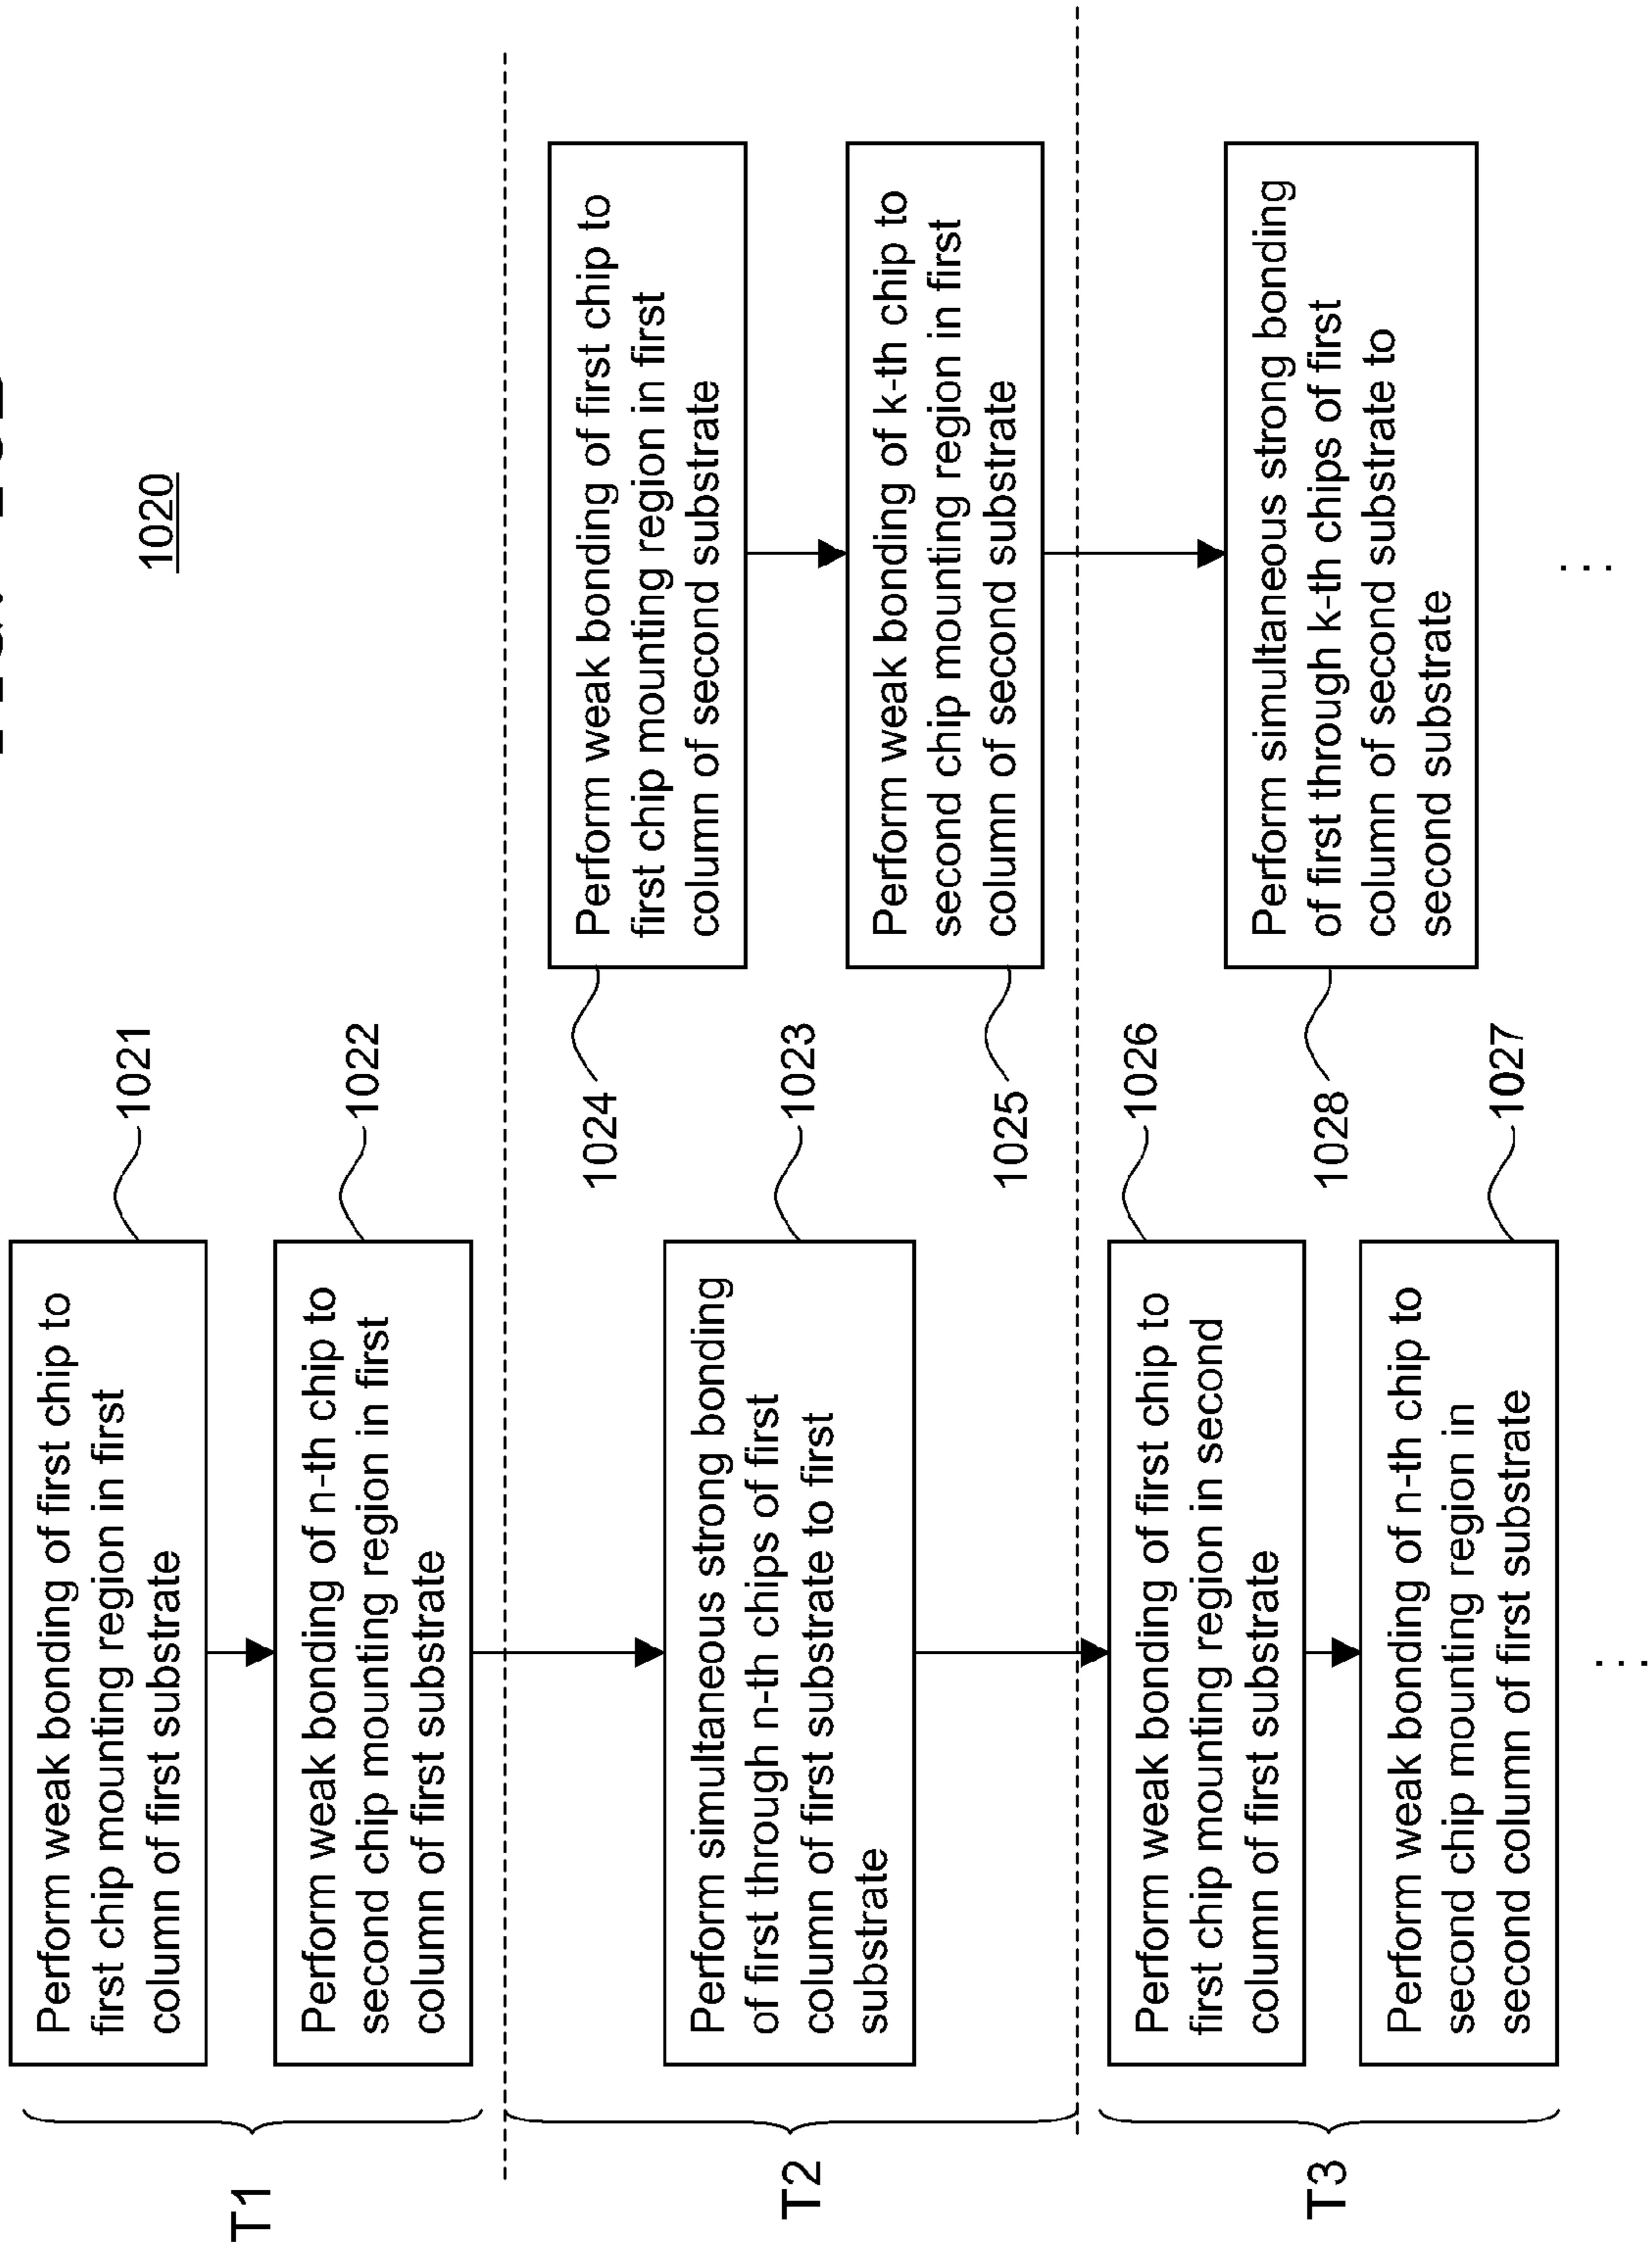 1020
T1
Perform weak bonding of first chip to
first chip mounting region in first
column of first substrate
1021
Perform weak bonding of n-th chip to
second chip mounting region in first
column of first substrate
1022
T2
Perform simultaneous strong bonding
of first through n-th chips of first
column of first substrate to first
substrate
1023
1024
Perform weak bonding of first chip to
first chip mounting region in first
column of second substrate
1025
Perform weak bonding of k-th chip to
second chip mounting region in first
column of second substrate
T3
Perform weak bonding of first chip to
first chip mounting region in second
column of first substrate
1026
Perform weak bonding of n-th chip to
second chip mounting region in
second column of first substrate
1027
1028
Perform simultaneous strong bonding
of first through k-th chips of first
column of second substrate to
second substrate
...
...